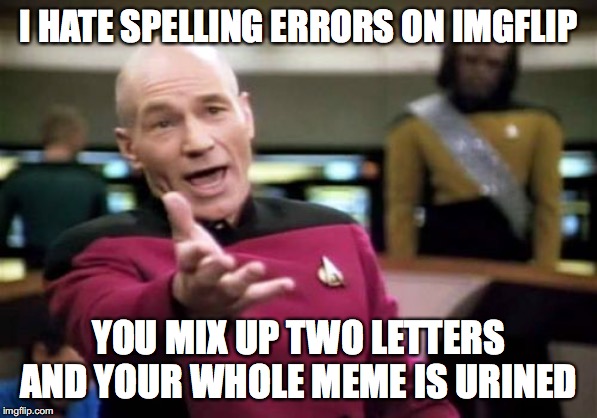 I HATE SPELLING ERRORS ON IMGFLIP
YOU MIX UP TWO LETTERS
AND YOUR WHOLE MEME IS URINED
imgflip.com